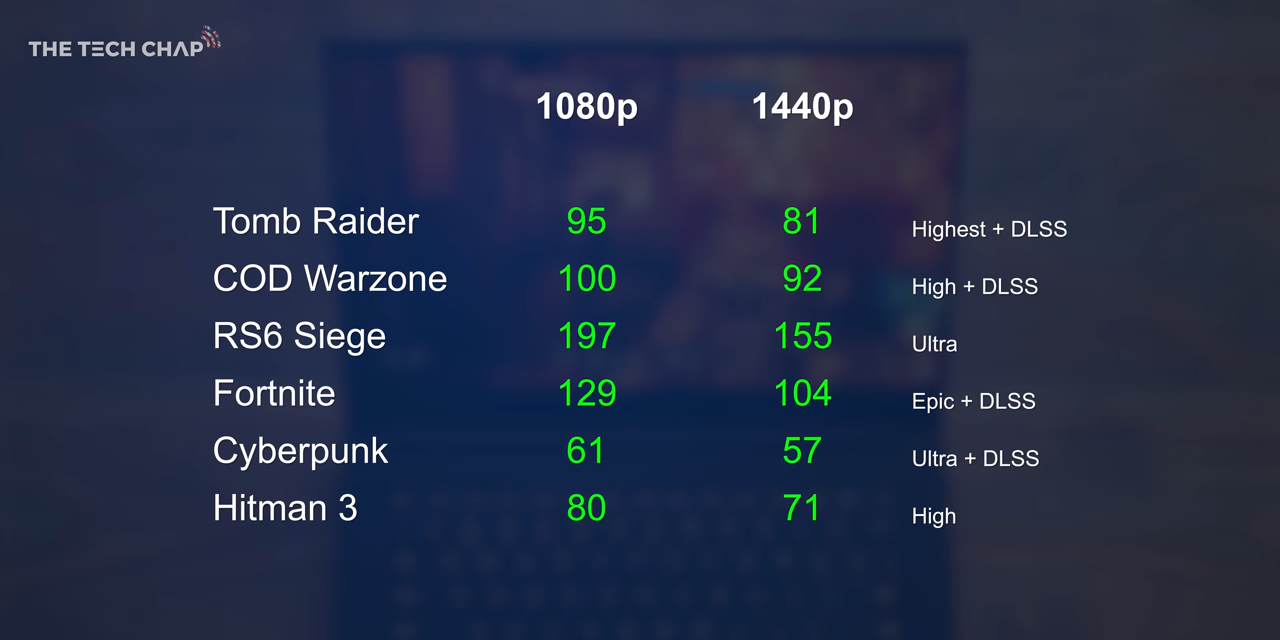 THE TECH CHAP
1080p 1440p
Tomb Raider 95 81 Highest + DLSS
COD Warzone 100 92 High + DLSS
RS6 Siege 197 155 Ultra
Fortnite 129 104 Epic + DLSS
Cyberpunk 61 57 Ultra + DLSS
Hitman 3 80 71 High